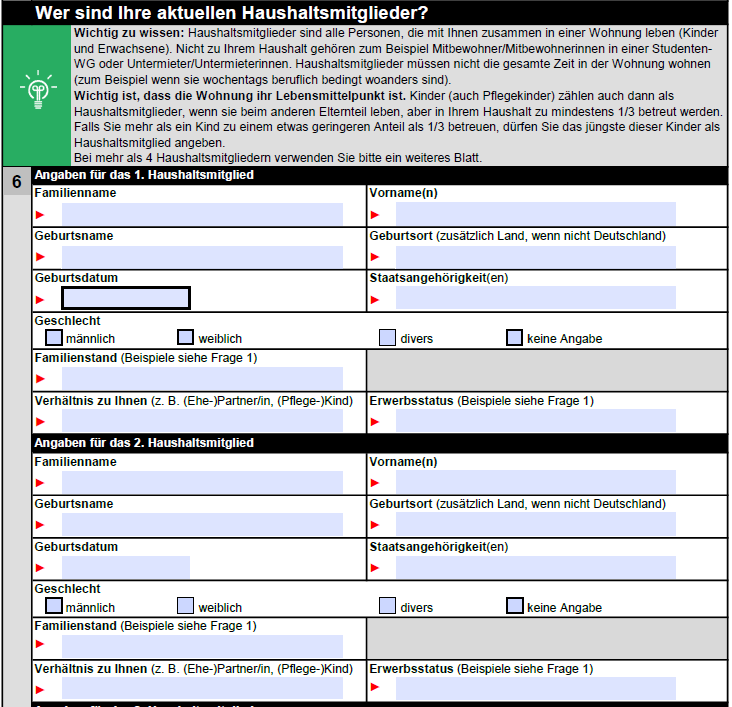 Wer sind Ihre aktuellen Haushaltsmitglieder?
Wichtig zu wissen: Haushaltsmitglieder sind alle Personen, die mit Ihnen zusammen in einer Wohnung leben (Kinder
und Erwachsene). Nicht zu Ihrem Haushalt gehören zum Beispiel Mitbewohner/Mitbewohnerinnen in einer Studenten-
WG oder Untermieter/Untermieterinnen. Haushaltsmitglieder müssen nicht die gesamte Zeit in der Wohnung wohnen
(zum Beispiel wenn sie wochentags beruflich bedingt woanders sind).
Wichtig ist, dass die Wohnung ihr Lebensmittelpunkt ist. Kinder (auch Pflegekinder) zählen auch dann als
Haushaltsmitglieder, wenn sie beim anderen Elternteil leben, aber in Ihrem Haushalt zu mindestens 1/3 betreut werden.
Falls Sie mehr als ein Kind zu einem etwas geringeren Anteil als 1/3 betreuen, dürfen Sie das jüngste dieser Kinder als
Haushaltsmitglied angeben.
Bei mehr als 4 Haushaltsmitgliedern verwenden Sie bitte ein weiteres Blatt.
6 Angaben für das 1. Haushaltsmitglied
Familienname Vorname(n)
Geburtsname Geburtsort (zusätzlich Land, wenn nicht Deutschland)
Geburtsdatum Staatsangehörigkeit(en)
Geschlecht
männlich weiblich divers keine Angabe
Familienstand (Beispiele siehe Frage 1)
Verhältnis zu Ihnen (z. B. (Ehe-)Partner/in, (Pflege-)Kind) Erwerbsstatus (Beispiele siehe Frage 1)
Angaben für das 2. Haushaltsmitglied
Familienname Vorname(n)
Geburtsname Geburtsort (zusätzlich Land, wenn nicht Deutschland)
Geburtsdatum Staatsangehörigkeit(en)
Geschlecht
männlich weiblich divers keine Angabe
Familienstand (Beispiele siehe Frage 1)
Verhältnis zu Ihnen (z. B. (Ehe-)Partner/in, (Pflege-)Kind) Erwerbsstatus (Beispiele siehe Frage 1)